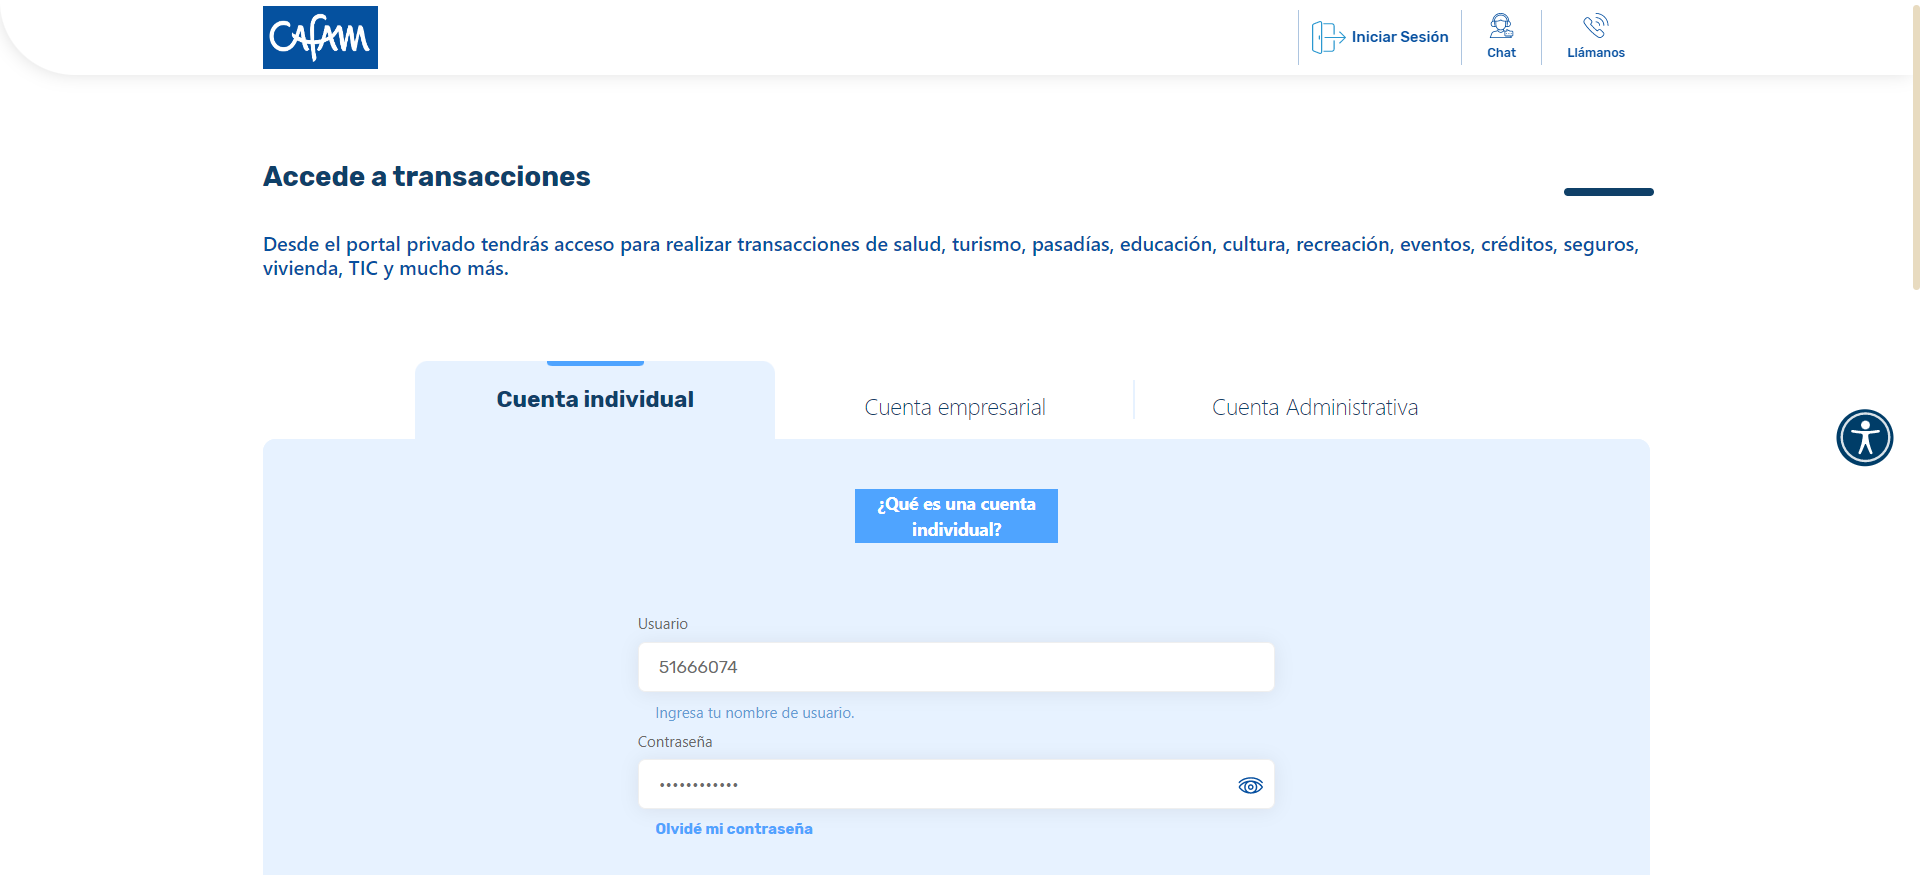 CAFAM
Iniciar Sesión
Chat
Llámanos
Accede a transacciones
Desde el portal privado tendrás acceso para realizar transacciones de salud, turismo, pasadías, educación, cultura, recreación, eventos, créditos, seguros,
vivienda, TIC y mucho más.
Cuenta individual
Cuenta empresarial
Cuenta Administrativa
¿Qué es una cuenta
individual?
Usuario
51666074
Ingresa tu nombre de usuario.
Contraseña
••••••••••••
Olvidé mi contraseña